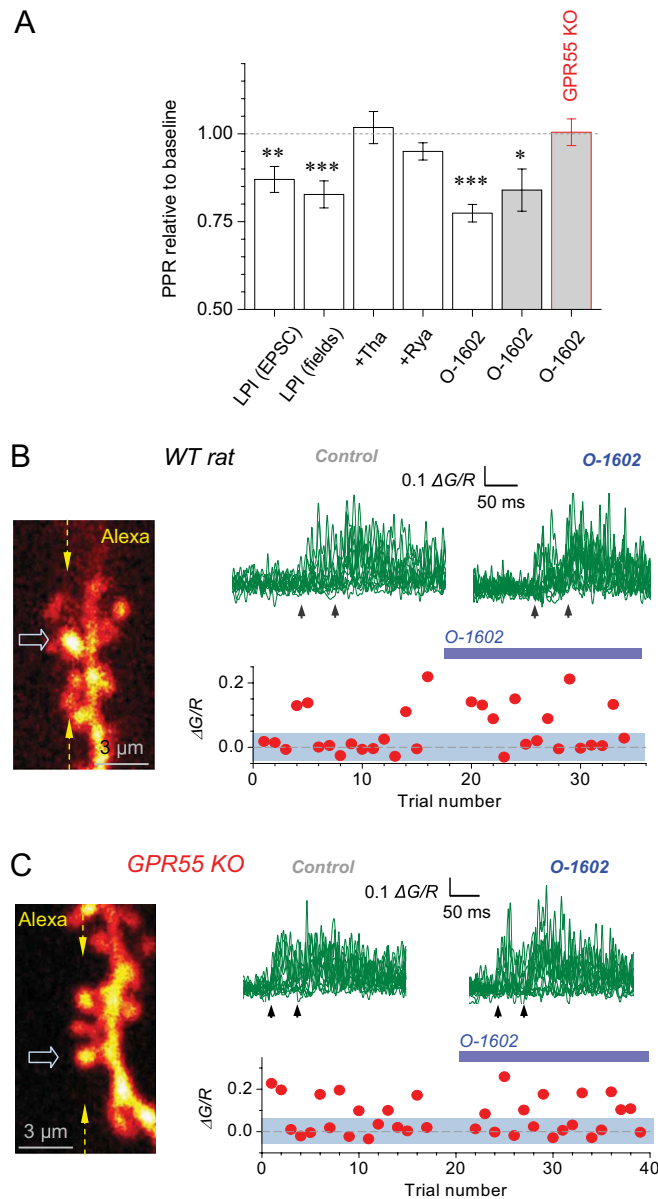 A
GPR55 KO
PPR relative to baseline
1.00
0.75
0.50
** *** *** *
LPI (EPSC)
LPI (fields)
+Tha
+Rya
O-1602
O-1602
O-1602
B
WT rat
Control
O-1602
0.1 ΔG/R
50 ms
Alexa
3 µm
O-1602
ΔG/R
0.2
0.0
0 10 20 30
Trial number
C
GPR55 KO
Control
O-1602
0.1 ΔG/R
50 ms
Alexa
3 µm
O-1602
ΔG/R
0.2
0.0
0 10 20 30 40
Trial number